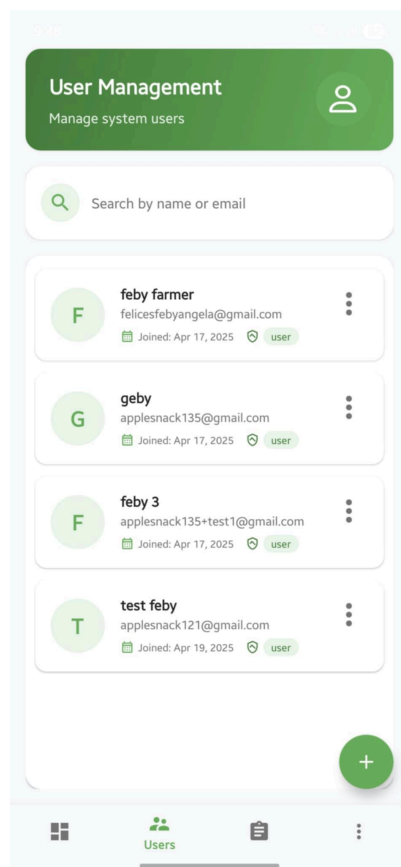 User Management
Manage system users
Search by name or email
F
feby farmer
felicesfebyangela@gmail.com
Joined: Apr 17, 2025 user
G
geby
applesnack135@gmail.com
Joined: Apr 17, 2025 user
F
feby 3
applesnack135+test1@gmail.com
Joined: Apr 17, 2025 user
T
test feby
applesnack121@gmail.com
Joined: Apr 19, 2025 user
+
Users